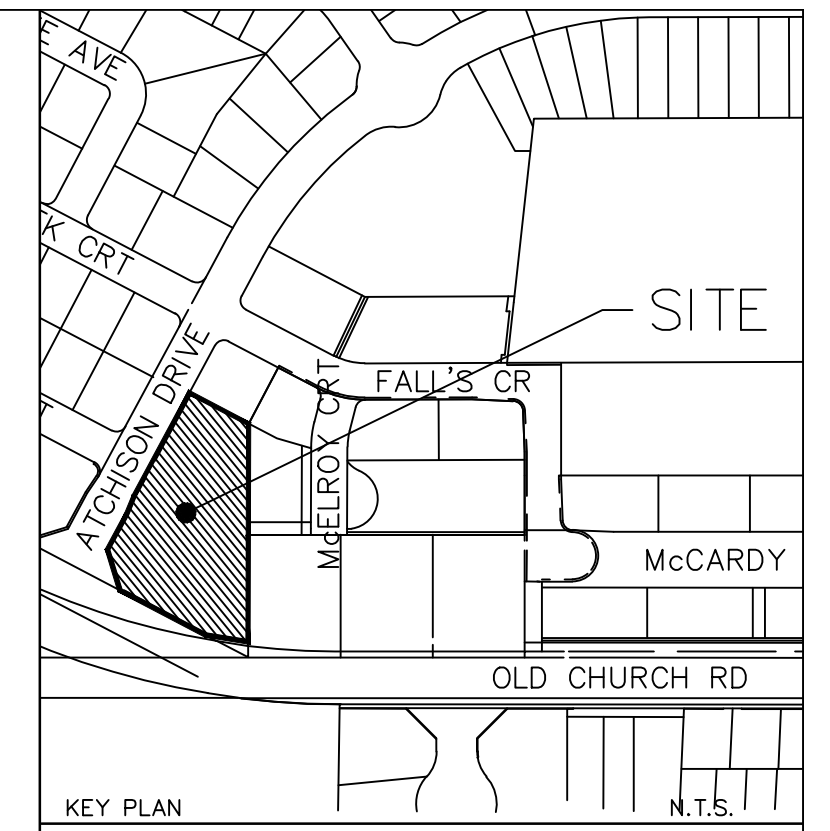 E AVE
K CRT
T
SITE
ATCHISON DRIVE
FALL'S CR
McELROY CRT
McCARDY
OLD CHURCH RD
KEY PLAN
N.T.S.